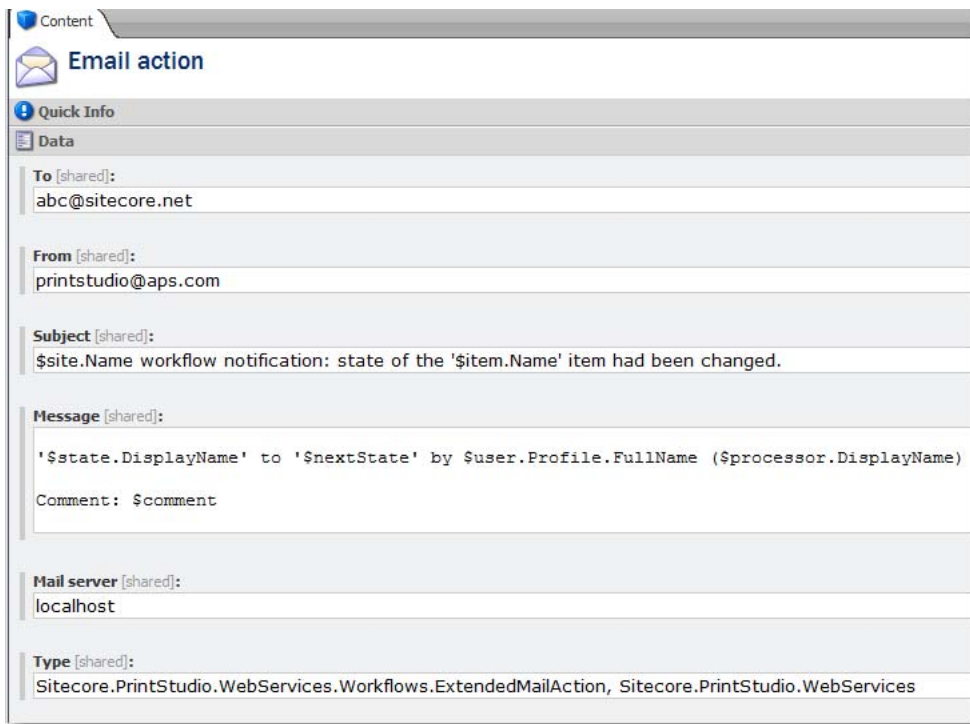 Content
Email action
Quick Info
Data
To [shared]:
abc@sitecore.net
From [shared]:
printstudio@aps.com
Subject [shared]:
$site.Name workflow notification: state of the '$item.Name' item had been changed.
Message [shared]:
'$state.DisplayName' to '$nextState' by $user.Profile.FullName ($processor.DisplayName)
Comment: $comment
Mail server [shared]:
localhost
Type [shared]:
Sitecore.PrintStudio.WebServices.Workflows.ExtendedMailAction, Sitecore.PrintStudio.WebServices